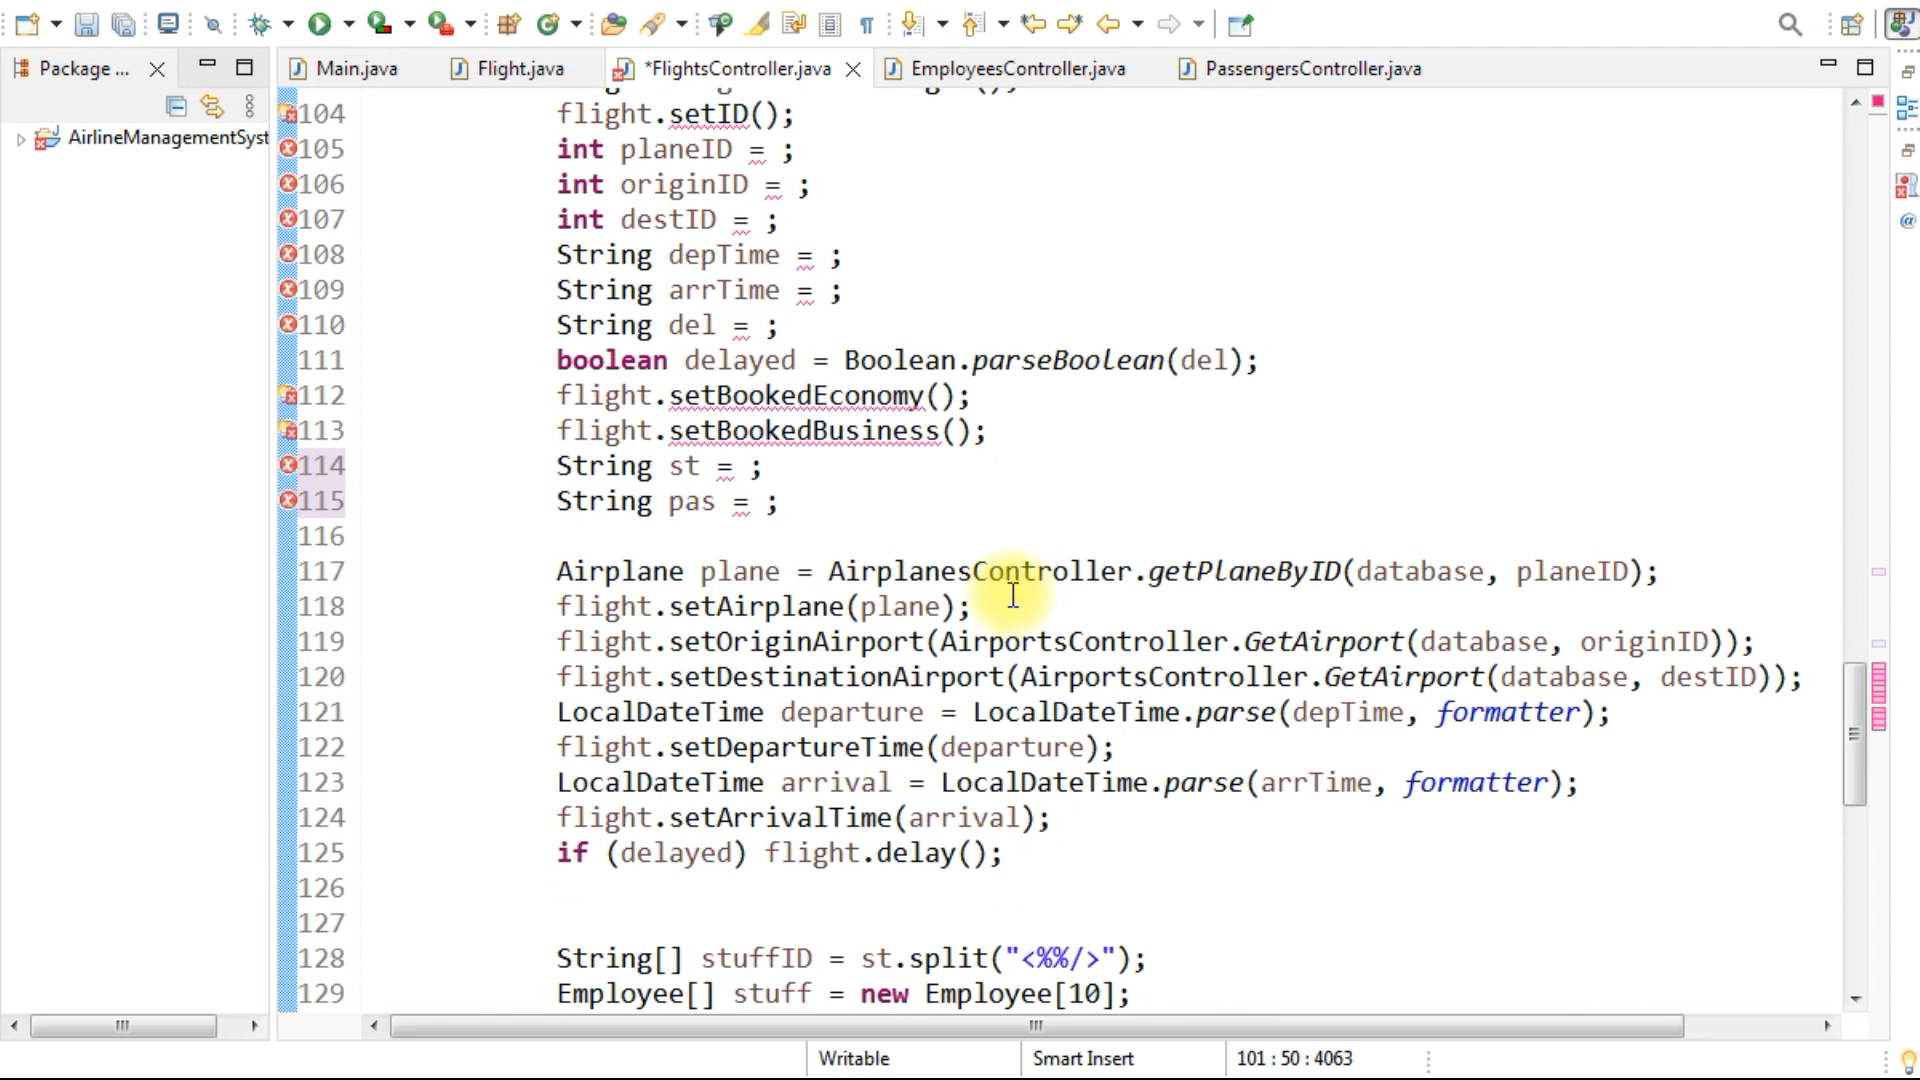 Package ...
Main.java
Flight.java
*FlightsController.java
EmployeesController.java
PassengersController.java
AirlineManagementSyst
104 flight.setID();
105 int planeID = ;
106 int originID = ;
107 int destID = ;
108 String depTime = ;
109 String arrTime = ;
110 String del = ;
111 boolean delayed = Boolean.parseBoolean(del);
112 flight.setBookedEconomy();
113 flight.setBookedBusiness();
114 String st = ;
115 String pas = ;
116
117 Airplane plane = AirplanesController.getPlaneByID(database, planeID);
118 flight.setAirplane(plane);
119 flight.setOriginAirport(AirportsController.GetAirport(database, originID));
120 flight.setDestinationAirport(AirportsController.GetAirport(database, destID));
121 LocalDateTime departure = LocalDateTime.parse(depTime, formatter);
122 flight.setDepartureTime(departure);
123 LocalDateTime arrival = LocalDateTime.parse(arrTime, formatter);
124 flight.setArrivalTime(arrival);
125 if (delayed) flight.delay();
126
127
128 String[] stuffID = st.split("<%%/>");
129 Employee[] stuff = new Employee[10];
Writable
Smart Insert
101 : 50 : 4063